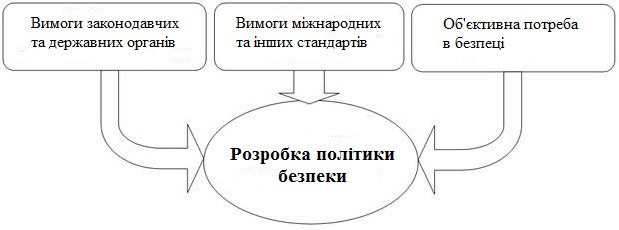 Вимоги законодавчих
та державних органів
Вимоги міжнародних
та інших стандартів
Об'єктивна потреба
в безпеці
Розробка політики
безпеки